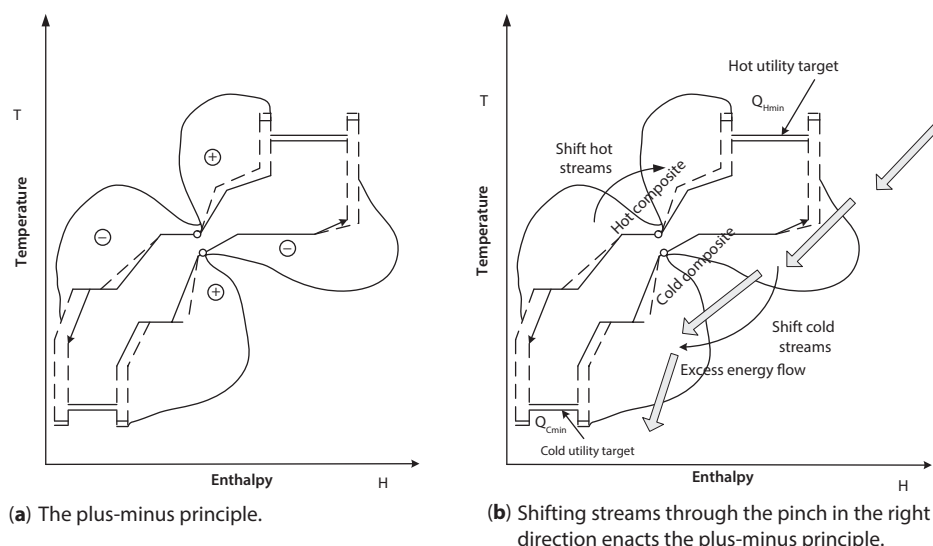 T
Temperature
+
−
−
+
Enthalpy
H
(a) The plus-minus principle.
T
Temperature
Hot utility target
QHmin
Shift hot
streams
Hot composite
Cold composite
Shift cold
streams
Excess energy flow
QCmin
Cold utility target
Enthalpy
H
(b) Shifting streams through the pinch in the right
direction enacts the plus-minus principle.